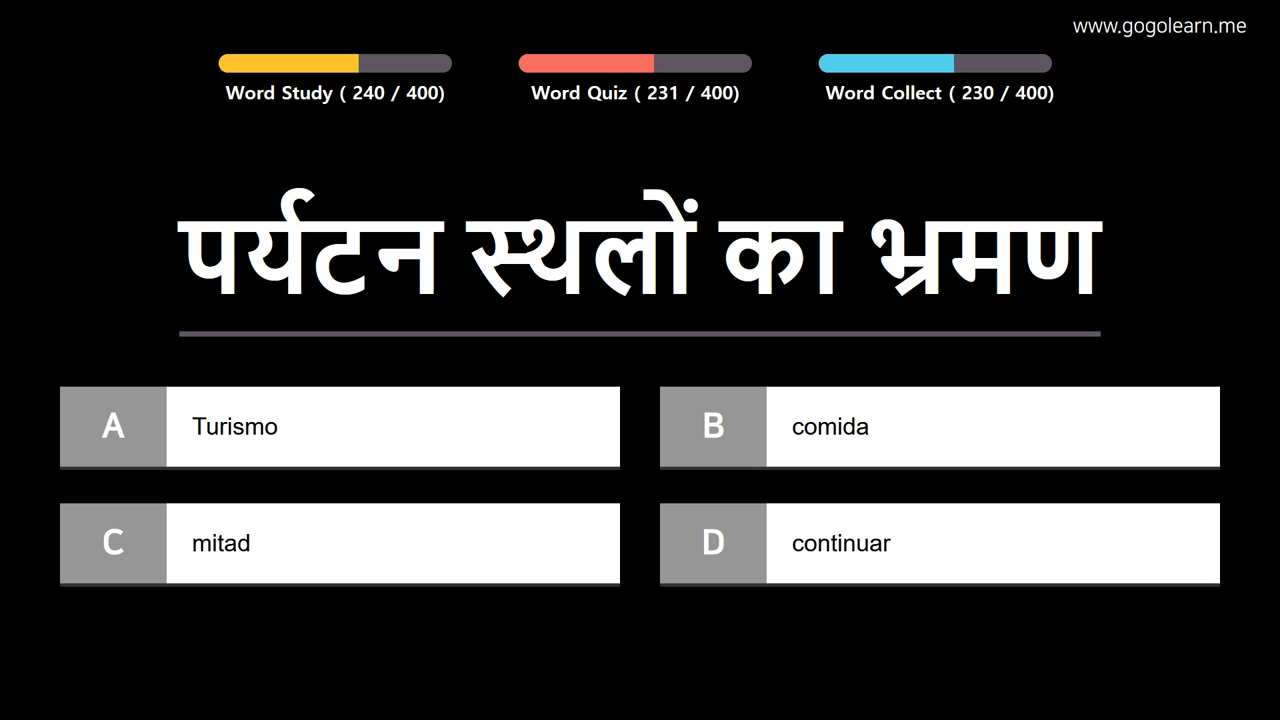 www.gogolearn.me
Word Study ( 240 / 400)
Word Quiz ( 231 / 400)
Word Collect ( 230 / 400)
पर्यटन स्थलों का भ्रमण
A Turismo
B comida
C mitad
D continuar